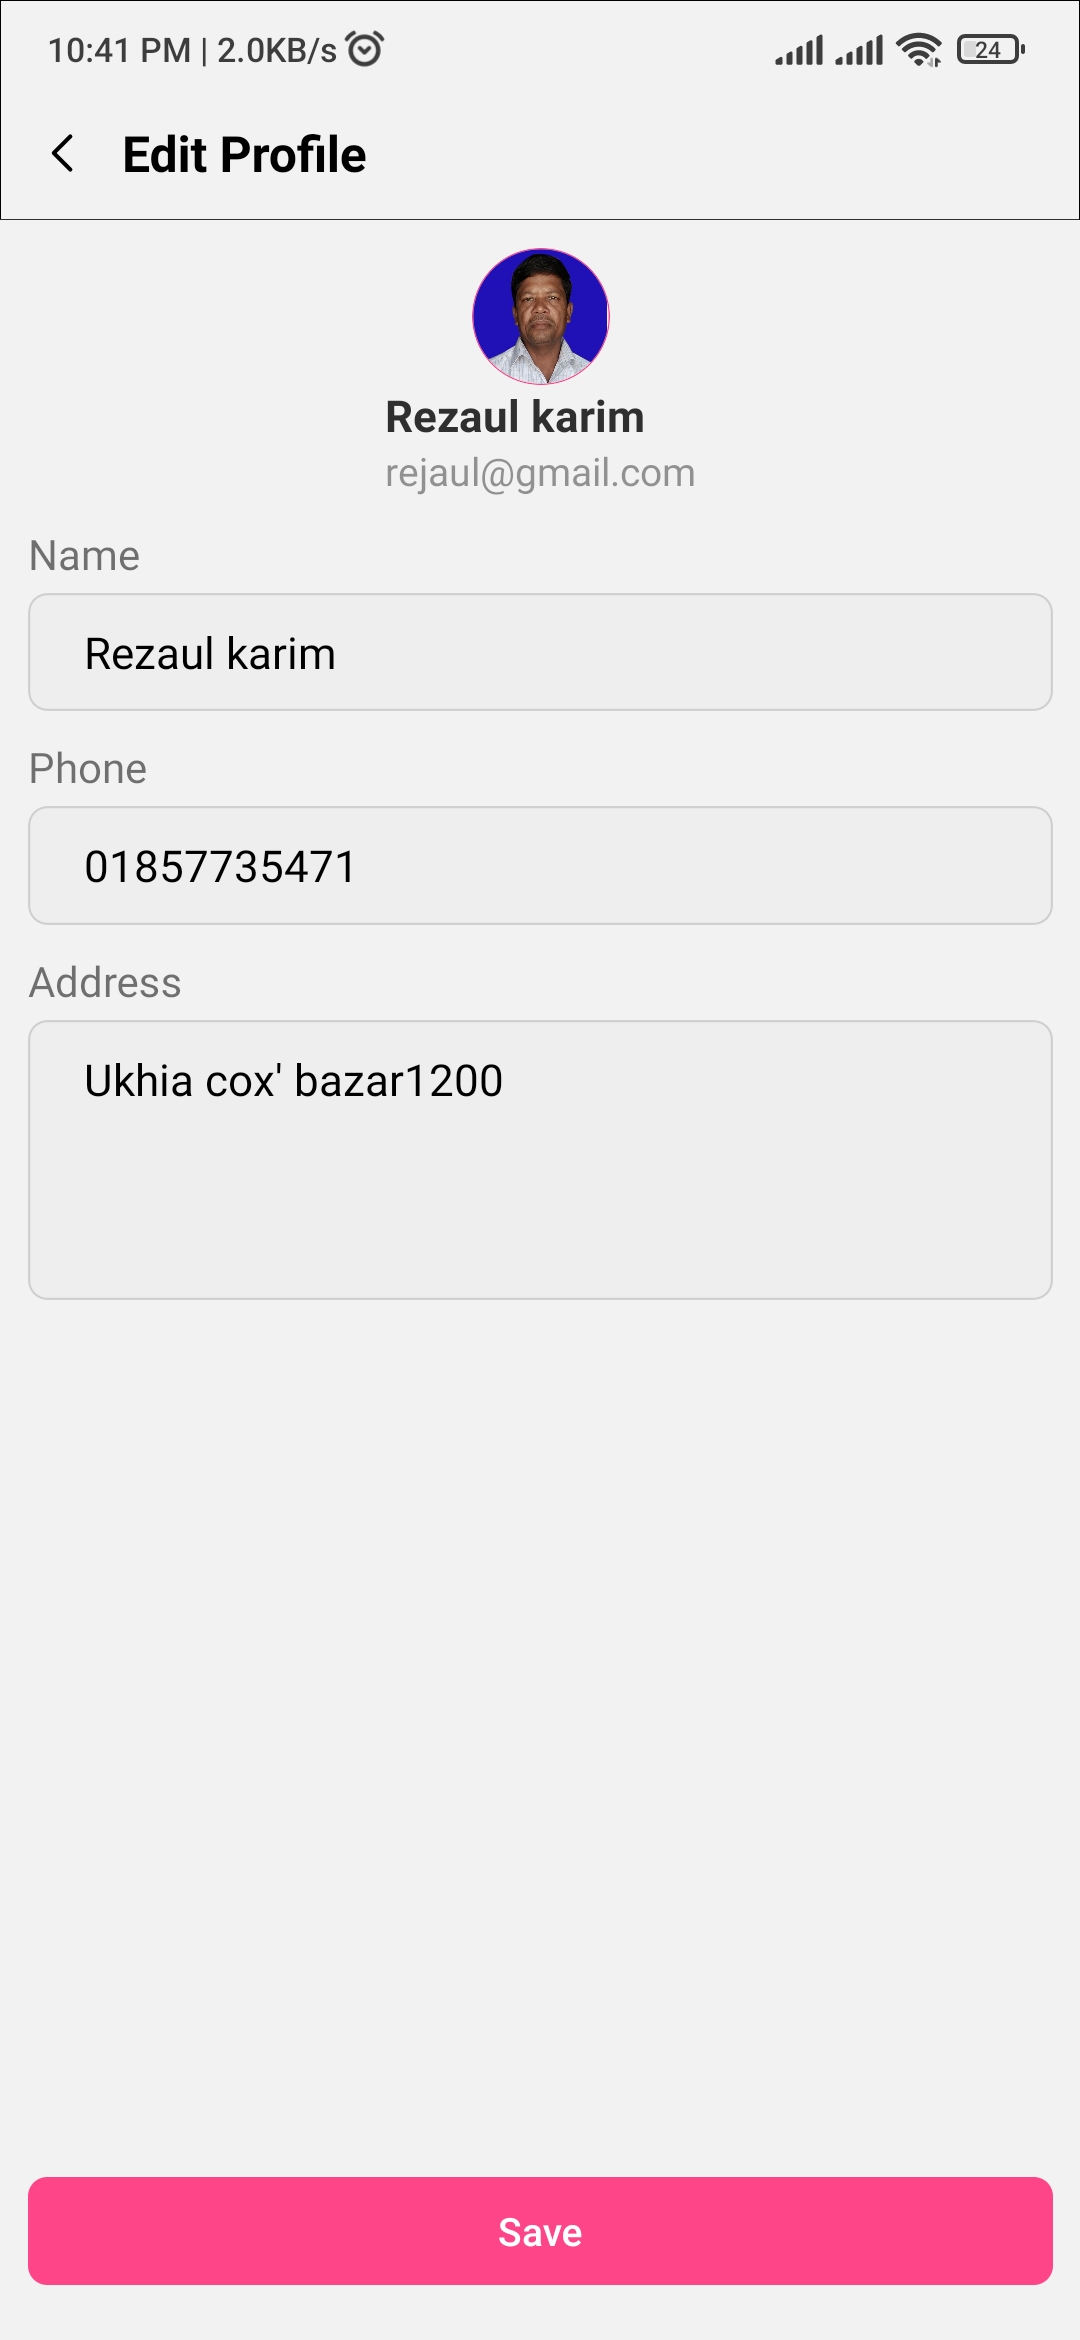 10:41 PM | 2.0KB/s
24
Edit Profile
Rezaul karim
rejaul@gmail.com
Name
Rezaul karim
Phone
01857735471
Address
Ukhia cox' bazar1200
Save